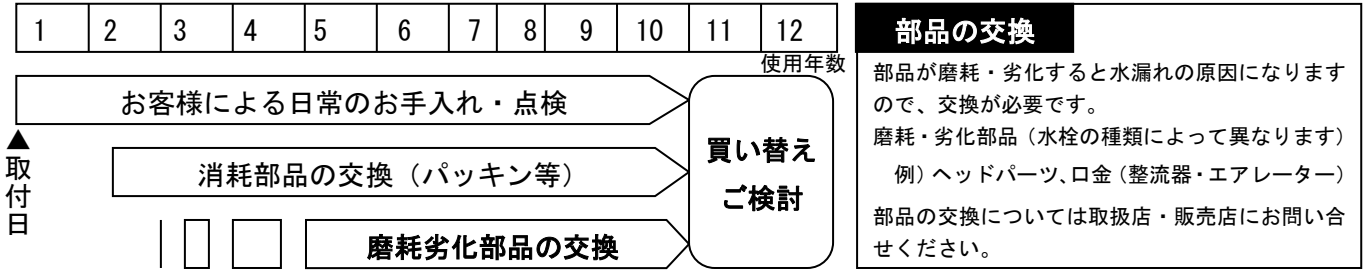 1 2 3 4 5 6 7 8 9 10 11 12
使用年数
お客様による日常のお手入れ・点検
▲
取付日
消耗部品の交換（パッキン等）
磨耗劣化部品の交換
買い替え
ご検討
部品の交換
部品が磨耗・劣化すると水漏れの原因になります
ので、交換が必要です。
磨耗・劣化部品（水栓の種類によって異なります）
例）ヘッドパーツ、口金（整流器・エアレーター）
部品の交換については取扱店・販売店にお問い合
せください。